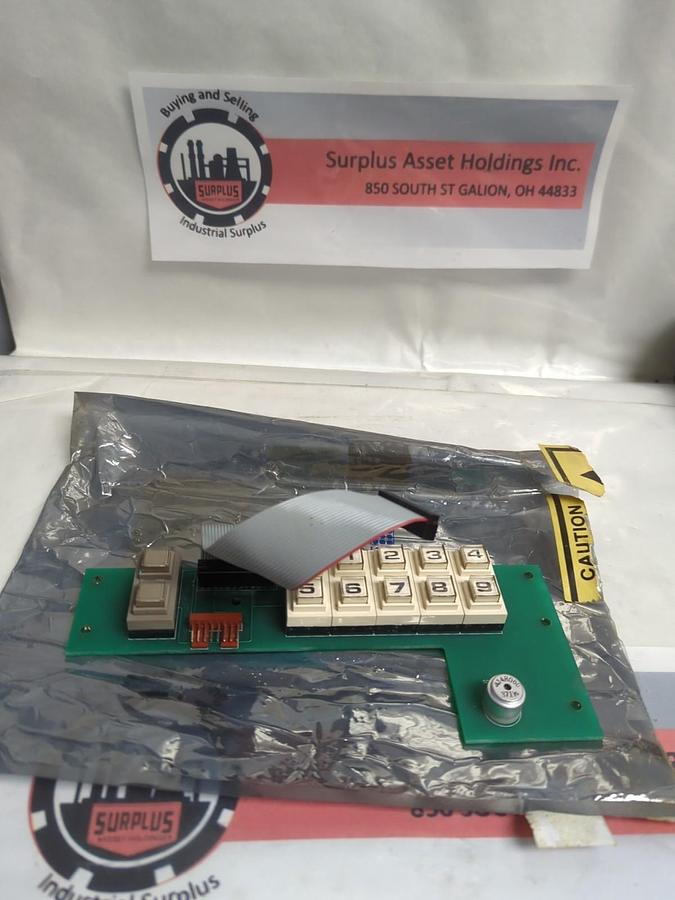 Buying and Selling
SURPLUS
Industrial Surplus
Surplus Asset Holdings Inc.
850 SOUTH ST GALION, OH 44833
CAUTION
1 2 3 4
5 6 7 8 9
SURPLUS
Industrial Surplus